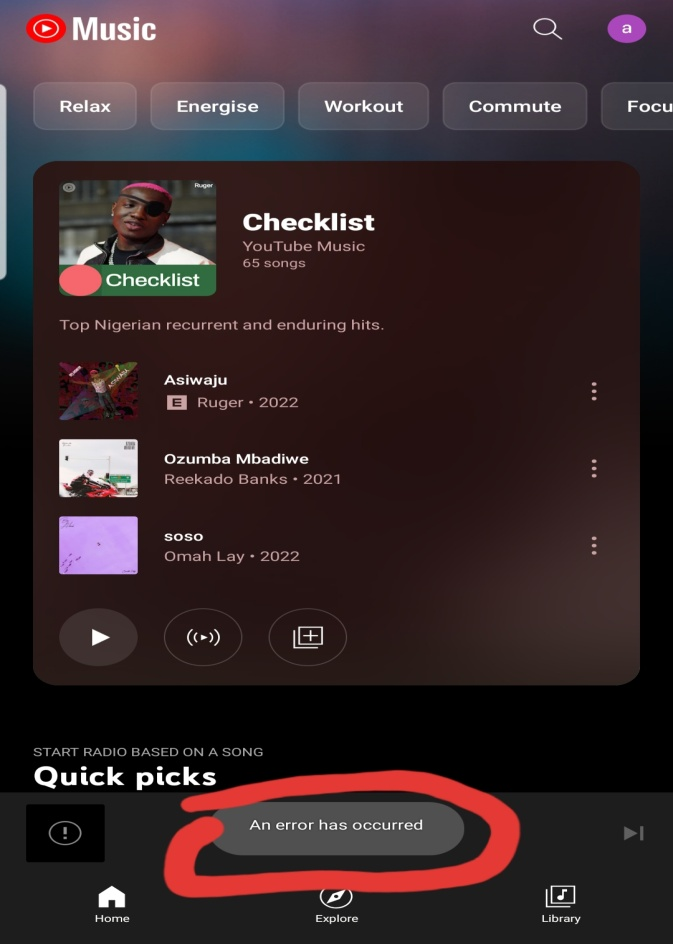 Music
a
Relax
Energise
Workout
Commute
Focu
Ruger
Checklist
Checklist
YouTube Music
65 songs
Top Nigerian recurrent and enduring hits.
Asiwaju
E Ruger • 2022
Ozumba Mbadiwe
Reekado Banks • 2021
soso
Omah Lay • 2022
START RADIO BASED ON A SONG
Quick picks
An error has occurred
Home
Explore
Library